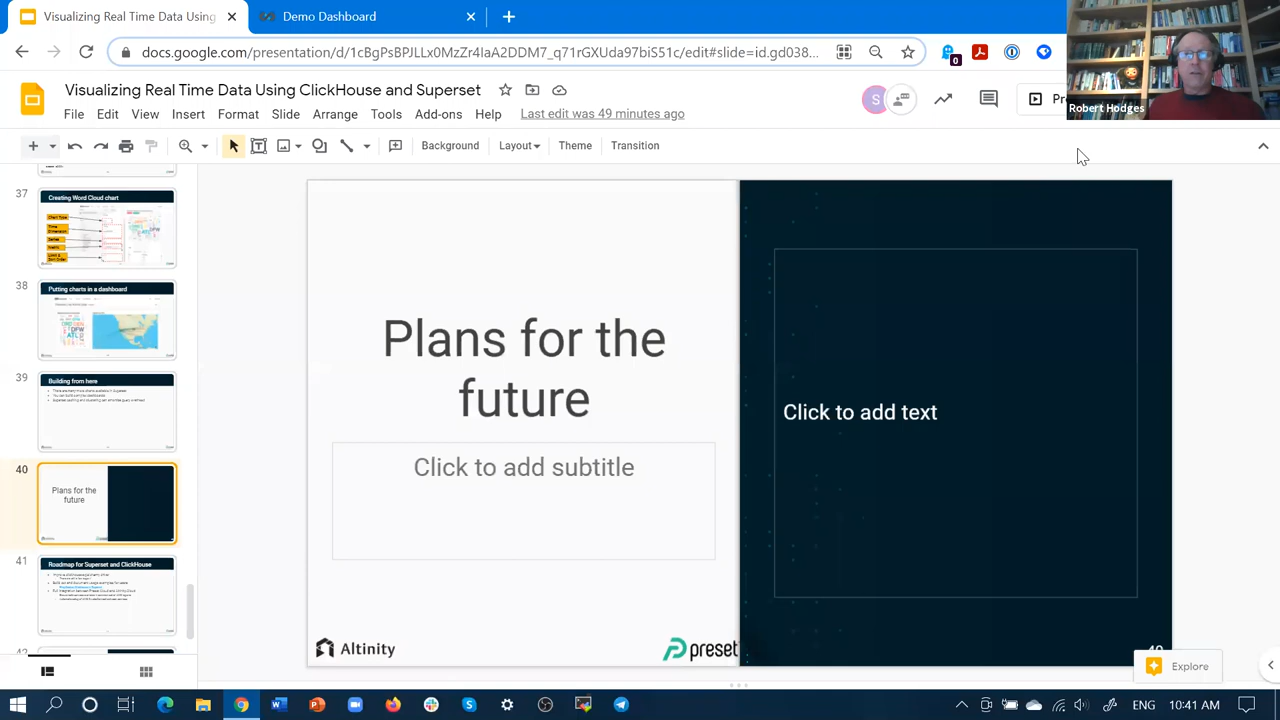 Visualizing Real Time Data Using
Demo Dashboard
docs.google.com/presentation/d/1cBgPsBPJLLx0MzZr4IaA2DDM7_q71rGXUda97biS51c/edit#slide=id.gd038...
0
Robert Hodges
Visualizing Real Time Data Using ClickHouse and Superset
S
File Edit View Insert Format Slide Arrange Tools Add-ons Help Last edit was 49 minutes ago
Background Layout Theme Transition
37
Creating Word Cloud chart
38
Putting charts in a dashboard
39
Building from here
40
Plans for the
future
41
Roadmap for Superset and ClickHouse
Plans for the
future
Click to add subtitle
Click to add text
Altinity
preset
Explore
ENG 10:41 AM